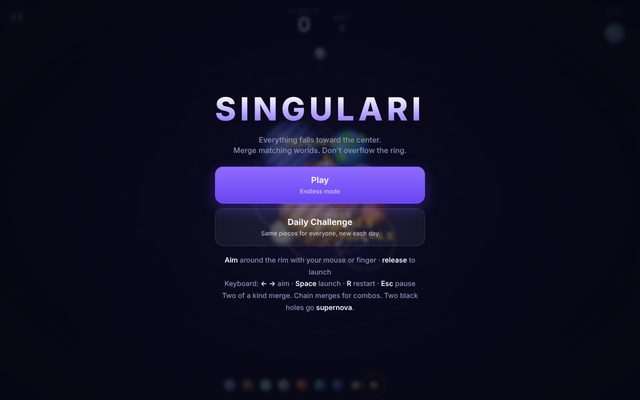 0
SINGULARI
Everything falls toward the center.
Merge matching worlds. Don't overflow the ring.
Play
Endless mode
Daily Challenge
Same pieces for everyone, new each day.
Aim around the rim with your mouse or finger · release to
launch
Keyboard: ← → aim · Space launch · R restart · Esc pause
Two of a kind merge. Chain merges for combos. Two black
holes go supernova.